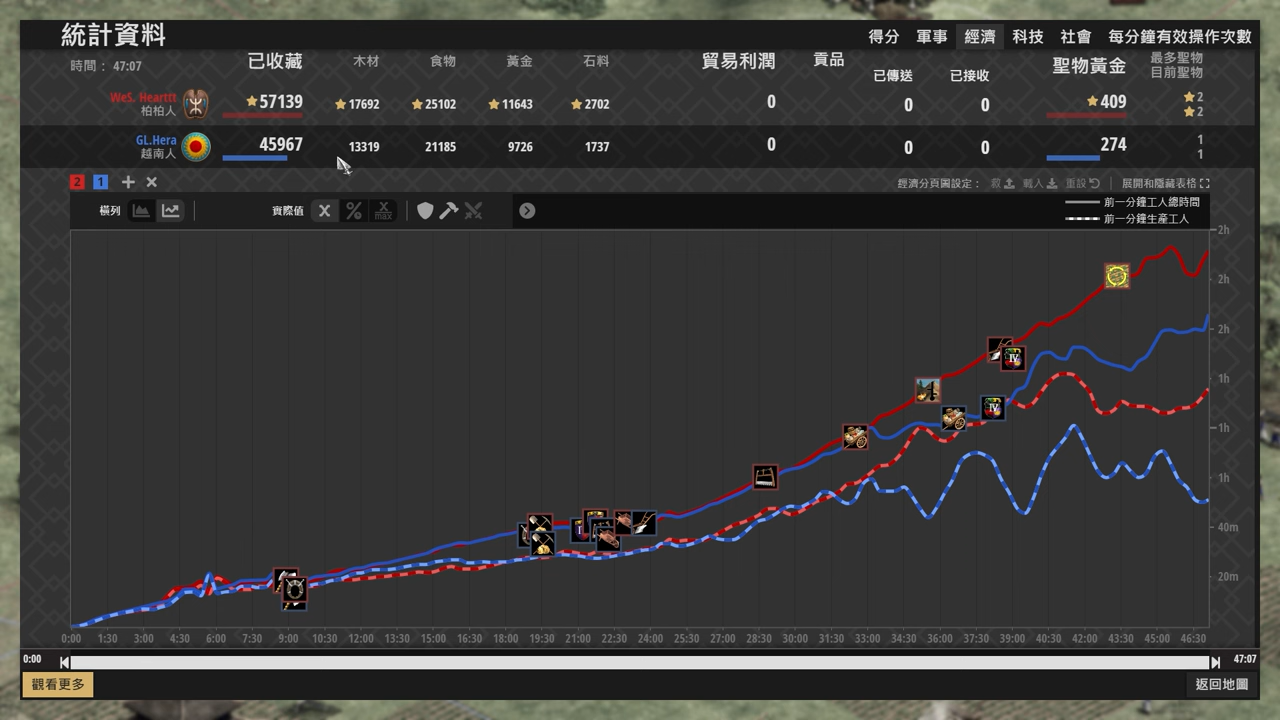 統計資料
得分 軍事 經濟 科技 社會 每分鐘有效操作次數
時間： 47:07
已收藏 木材 食物 黃金 石料 貿易利潤 貢品 已傳送 已接收 聖物黃金 最多聖物 目前聖物
WeS. Hearttt
柏柏人
57139 17692 25102 11643 2702 0 0 0 409 2 2
GL.Hera
越南人
45967 13319 21185 9726 1737 0 0 0 274 1 1
2 1
經濟分頁圖設定： 載入 重設 展開和隱藏表格
橫列 實際值 X % X max
前一分鐘工人總時間
前一分鐘生產工人
2h
2h
2h
1h
1h
1h
40m
20m
0:00 1:30 3:00 4:30 6:00 7:30 9:00 10:30 12:00 13:30 15:00 16:30 18:00 19:30 21:00 22:30 24:00 25:30 27:00 28:30 30:00 31:30 33:00 34:30 36:00 37:30 39:00 40:30 42:00 43:30 45:00 46:30
0:00 47:07
觀看更多 返回地圖